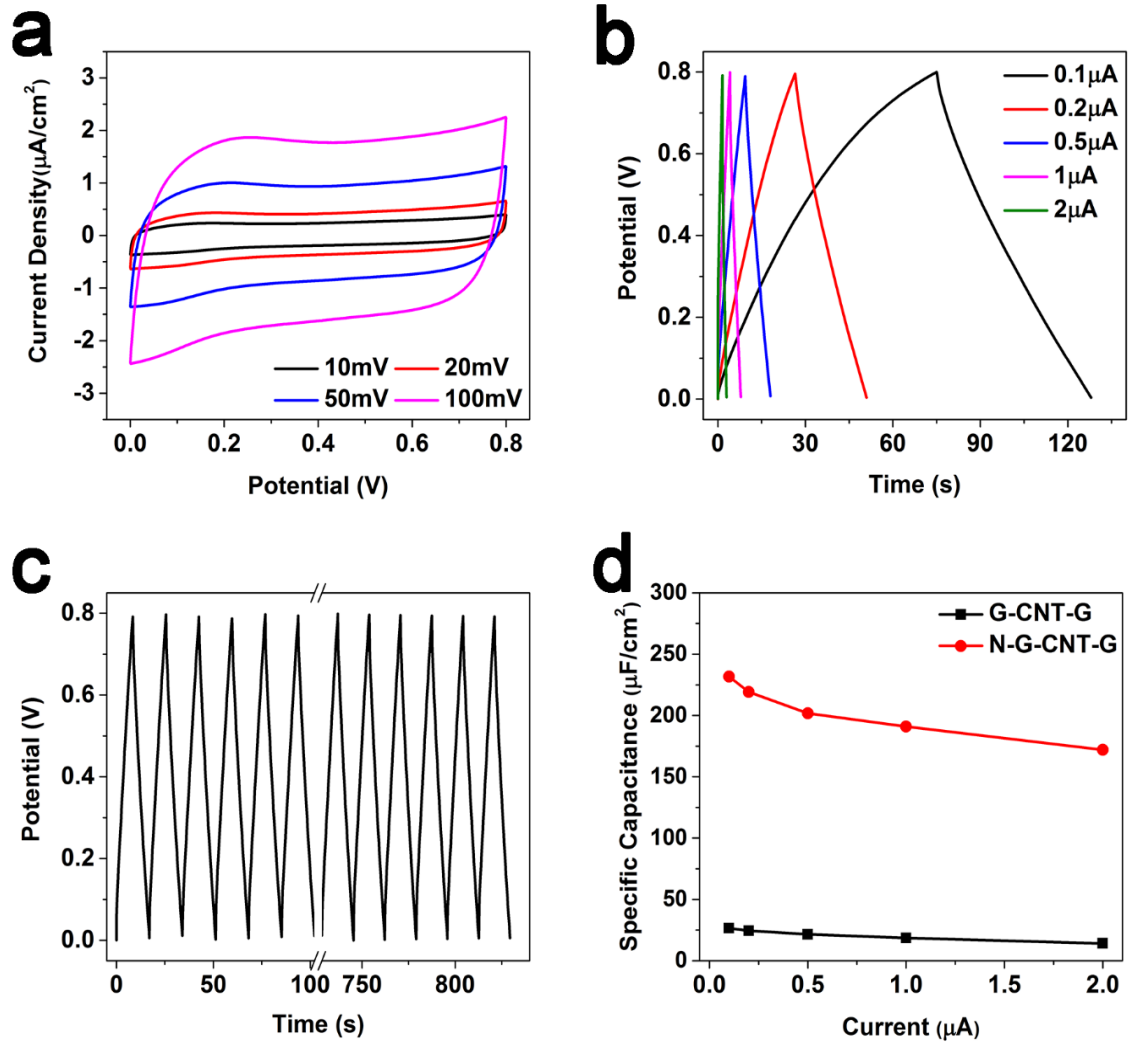 a
3
2
1
0
-1
-2
-3
Current Density(μA/cm²)
10mV 20mV
50mV 100mV
0.0 0.2 0.4 0.6 0.8
Potential (V)
b
0.8
0.6
0.4
0.2
0.0
Potential (V)
0.1μA
0.2μA
0.5μA
1μA
2μA
0 30 60 90 120
Time (s)
c
0.8
0.6
0.4
0.2
0.0
Potential (V)
0 50 100 750 800
Time (s)
d
300
250
200
150
100
50
0
Specific Capacitance (μF/cm²)
G-CNT-G
N-G-CNT-G
0.0 0.5 1.0 1.5 2.0
Current (μA)